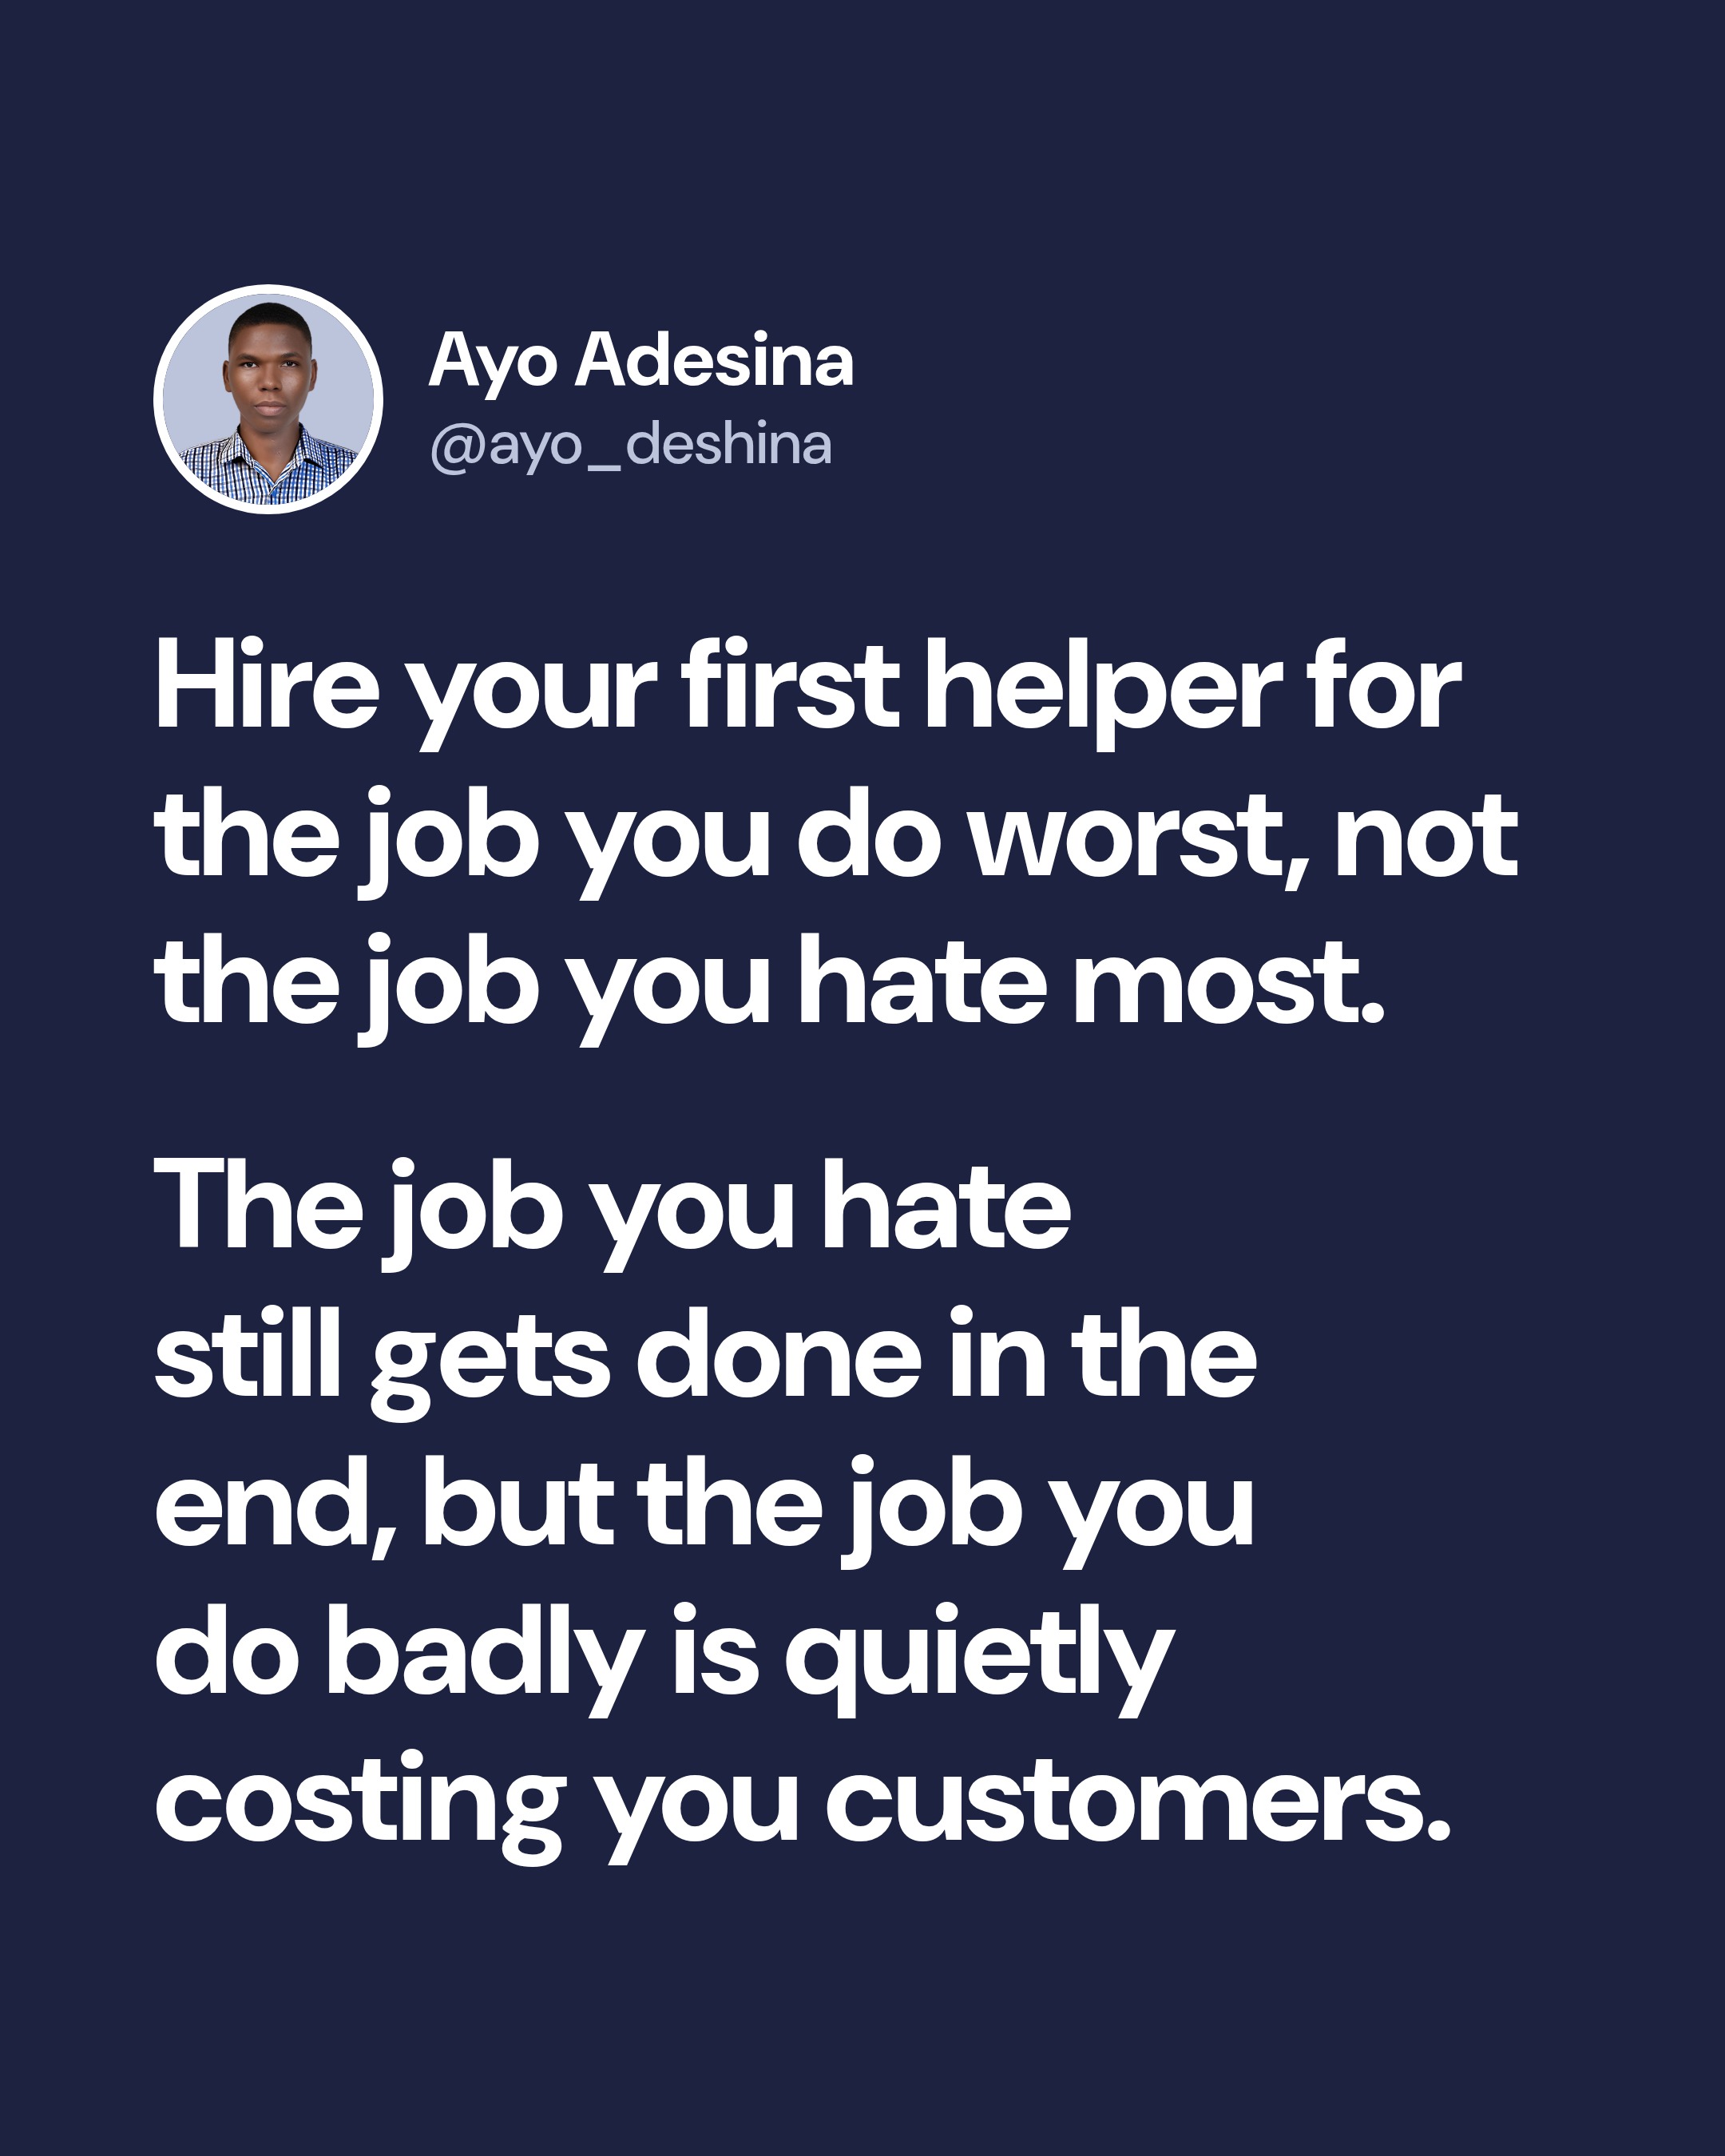 Ayo Adesina
@ayo_deshina
Hire your first helper for
the job you do worst, not
the job you hate most.
The job you hate
still gets done in the
end, but the job you
do badly is quietly
costing you customers.